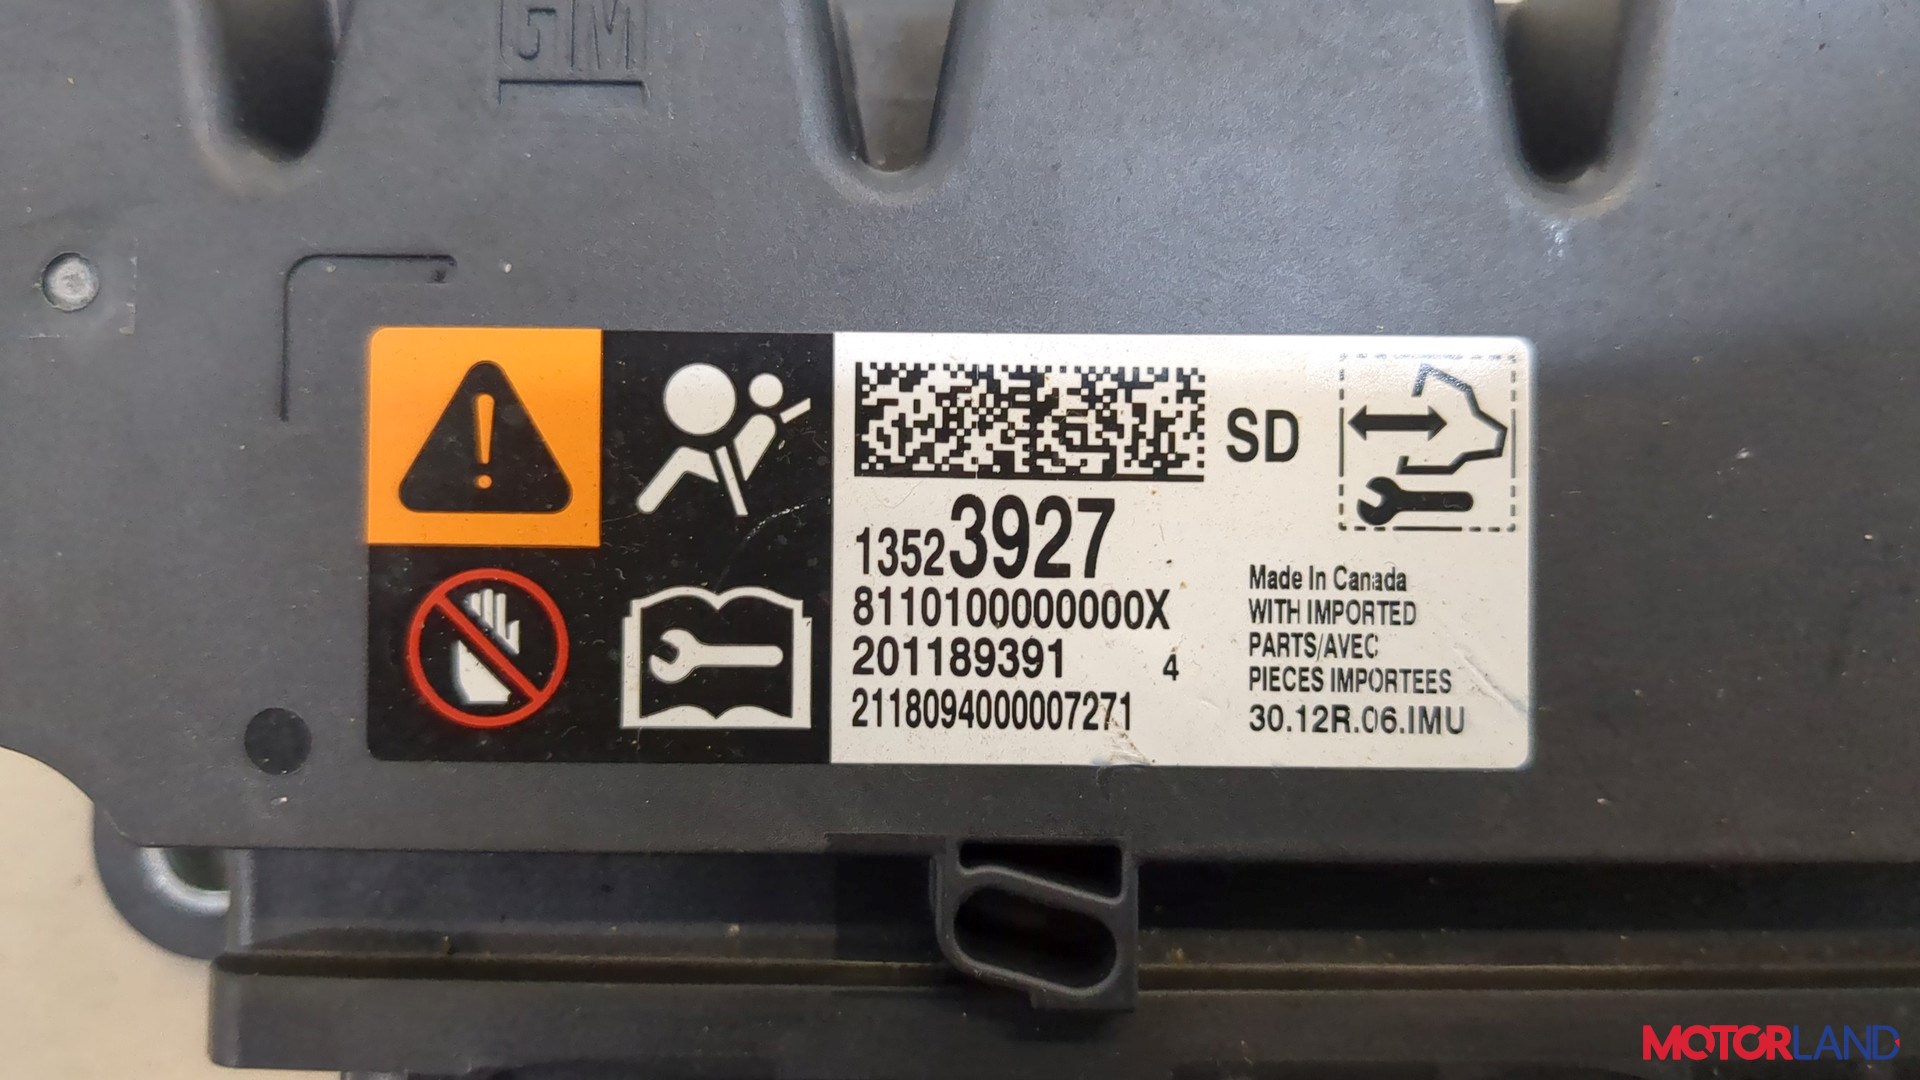 GM
SD
13523927
8110100000000X
201189391 4
2118094000007271
Made In Canada
WITH IMPORTED
PARTS/AVEC
PIECES IMPORTEES
30.12R.06.IMU
MOTORLAND